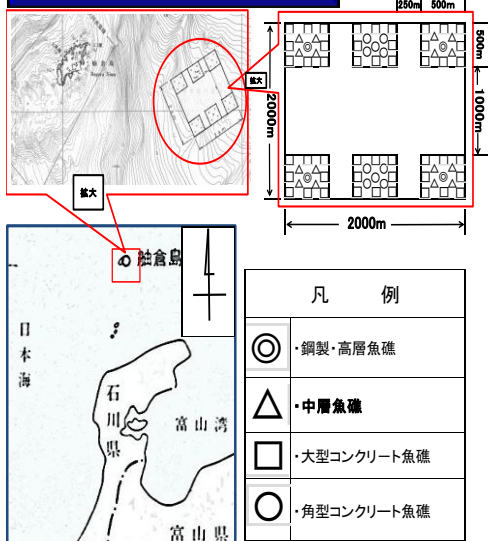 250m 500m
500m
1000m
2000m
2000m
拡大
拡大
舳倉島
日本海
石川県
富山湾
富山県
凡 例
・鋼製・高層魚礁
・中層魚礁
・大型コンクリート魚礁
・角型コンクリート魚礁